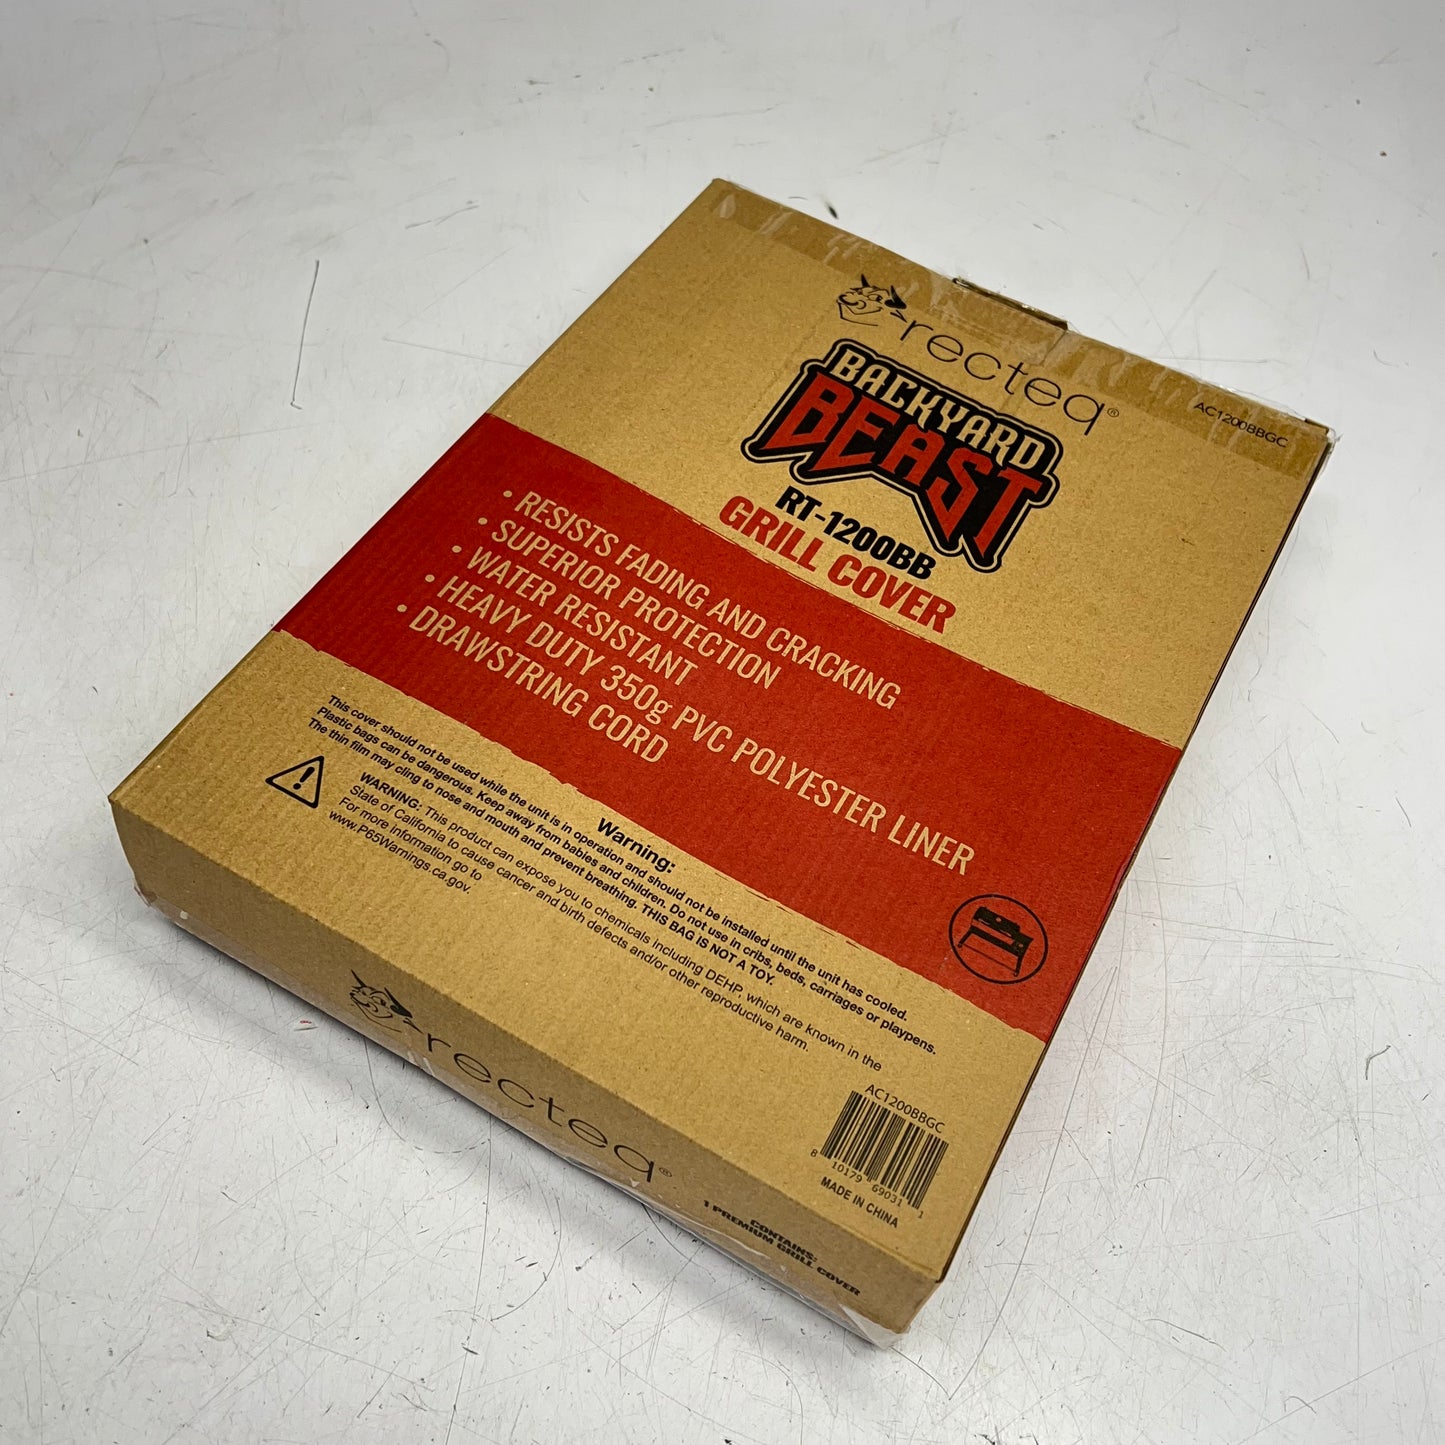 recteq®
AC1200BBGC
BACKYARD
BEAST
RT-1200BB
GRILL COVER
• RESISTS FADING AND CRACKING
• SUPERIOR PROTECTION
• WATER RESISTANT
• HEAVY DUTY 350g PVC POLYESTER LINER
• DRAWSTRING CORD
Warning:
This cover should not be used while the unit is in operation and should not be installed until the unit has cooled.
Plastic bags can be dangerous. Keep away from babies and children. Do not use in cribs, beds, carriages or playpens.
The thin film may cling to nose and mouth and prevent breathing. THIS BAG IS NOT A TOY.
WARNING: This product can expose you to chemicals including DEHP, which are known in the
State of California to cause cancer and birth defects and/or other reproductive harm.
For more information go to
www.P65Warnings.ca.gov.
AC1200BBGC
8 10179 69031 1
MADE IN CHINA
recteq®
CONTAINS:
1 PREMIUM GRILL COVER